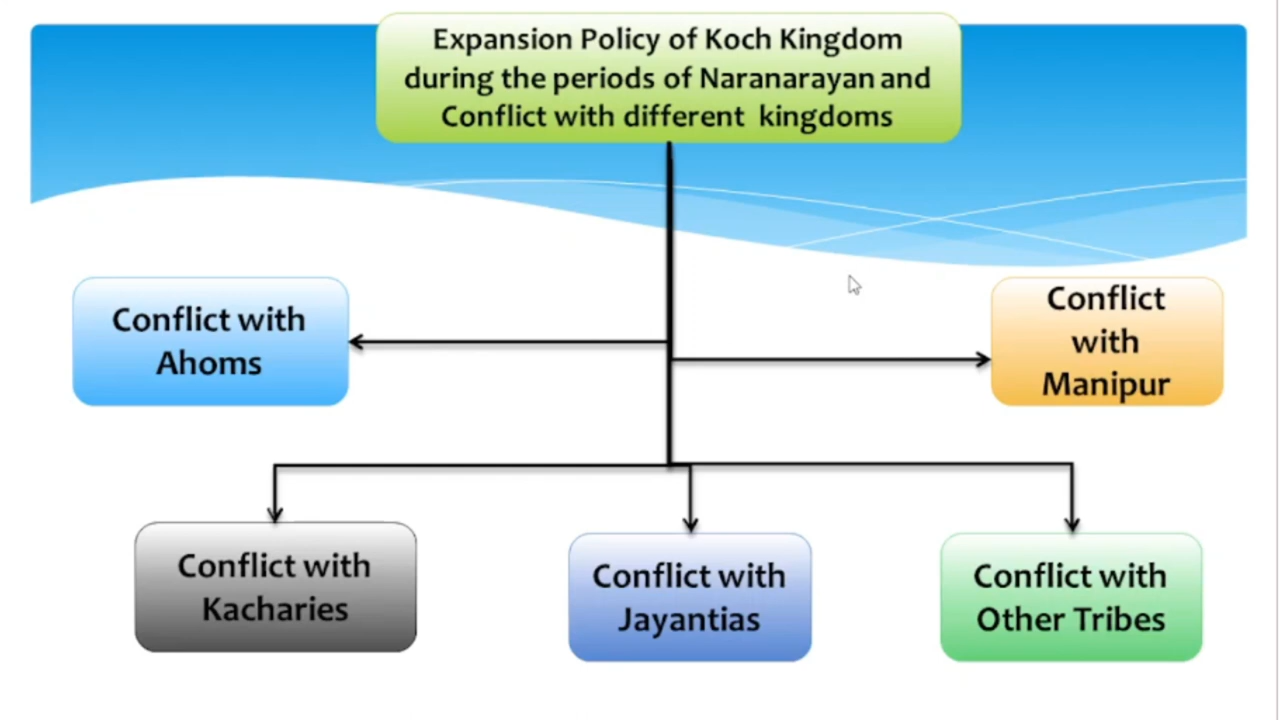 Expansion Policy of Koch Kingdom
during the periods of Naranarayan and
Conflict with different kingdoms
Conflict with
Ahoms
Conflict
with
Manipur
Conflict with
Kacharies
Conflict with
Jayantias
Conflict with
Other Tribes